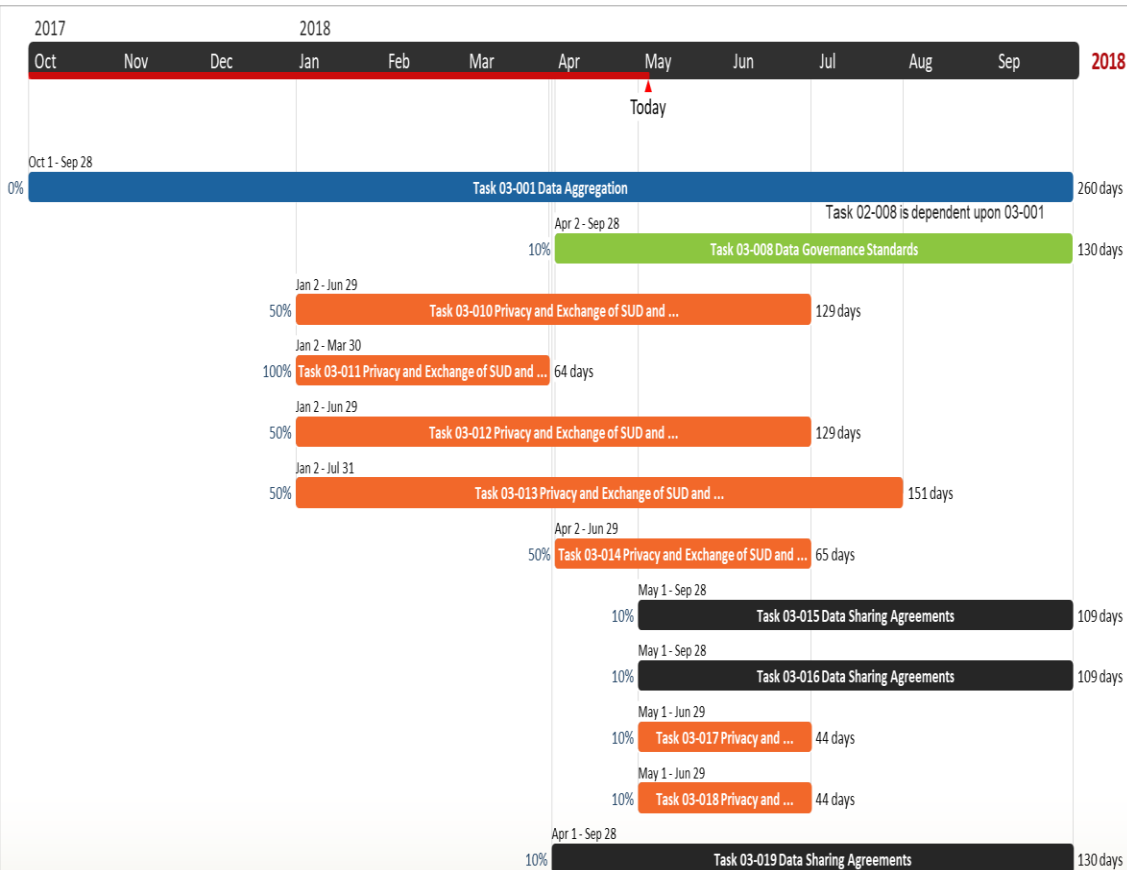 2017 2018
Oct Nov Dec Jan Feb Mar Apr May Jun Jul Aug Sep 2018
Today
Oct 1 - Sep 28
0% Task 03-001 Data Aggregation 260 days
Task 02-008 is dependent upon 03-001
Apr 2 - Sep 28
10% Task 03-008 Data Governance Standards 130 days
Jan 2 - Jun 29
50% Task 03-010 Privacy and Exchange of SUD and ... 129 days
Jan 2 - Mar 30
100% Task 03-011 Privacy and Exchange of SUD and ... 64 days
Jan 2 - Jun 29
50% Task 03-012 Privacy and Exchange of SUD and ... 129 days
Jan 2 - Jul 31
50% Task 03-013 Privacy and Exchange of SUD and ... 151 days
Apr 2 - Jun 29
50% Task 03-014 Privacy and Exchange of SUD and ... 65 days
May 1 - Sep 28
10% Task 03-015 Data Sharing Agreements 109 days
May 1 - Sep 28
10% Task 03-016 Data Sharing Agreements 109 days
May 1 - Jun 29
10% Task 03-017 Privacy and ... 44 days
May 1 - Jun 29
10% Task 03-018 Privacy and ... 44 days
Apr 1 - Sep 28
10% Task 03-019 Data Sharing Agreements 130 days